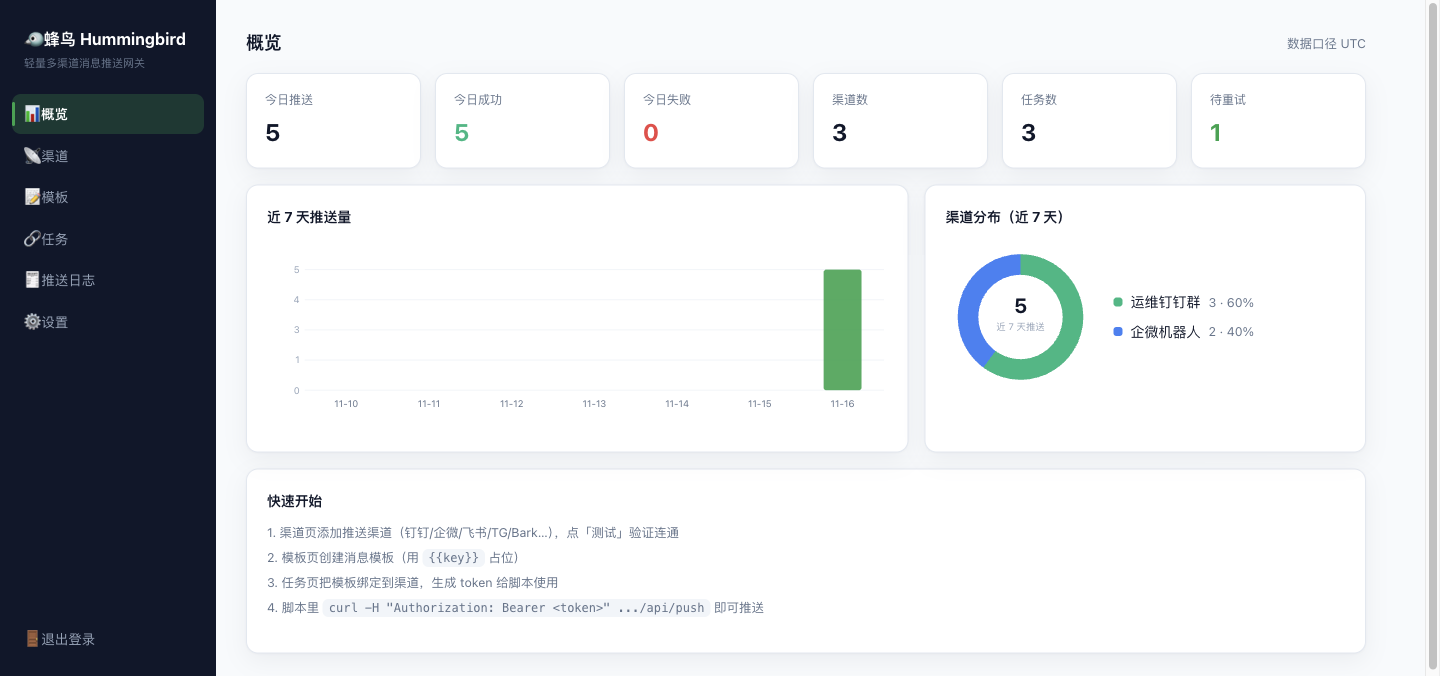 蜂鸟 Hummingbird
轻量多渠道消息推送网关
概览
渠道
模板
任务
推送日志
设置
退出登录
概览
数据口径 UTC
今日推送
5
今日成功
5
今日失败
0
渠道数
3
任务数
3
待重试
1
近 7 天推送量
5
4
3
1
0
11-10
11-11
11-12
11-13
11-14
11-15
11-16
渠道分布（近 7 天）
5
近 7 天推送
运维钉钉群 3 · 60%
企微机器人 2 · 40%
快速开始
1. 渠道页添加推送渠道（钉钉/企微/飞书/TG/Bark…），点「测试」验证连通
2. 模板页创建消息模板（用 {{key}} 占位）
3. 任务页把模板绑定到渠道，生成 token 给脚本使用
4. 脚本里 curl -H "Authorization: Bearer <token>" .../api/push 即可推送